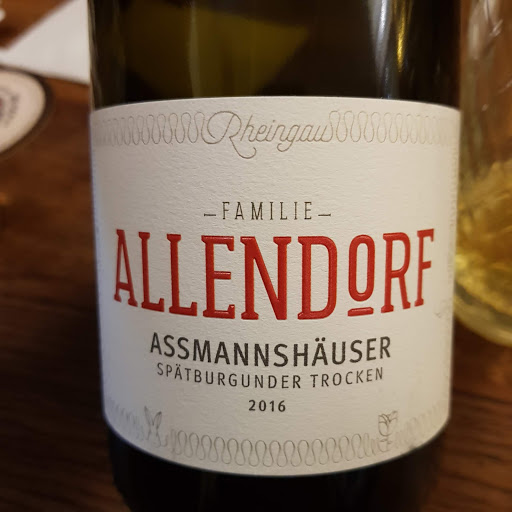 Rheingau
–FAMILIE–
ALLENDORF
ASSMANNSHÄUSER
SPÄTBURGUNDER TROCKEN
2016